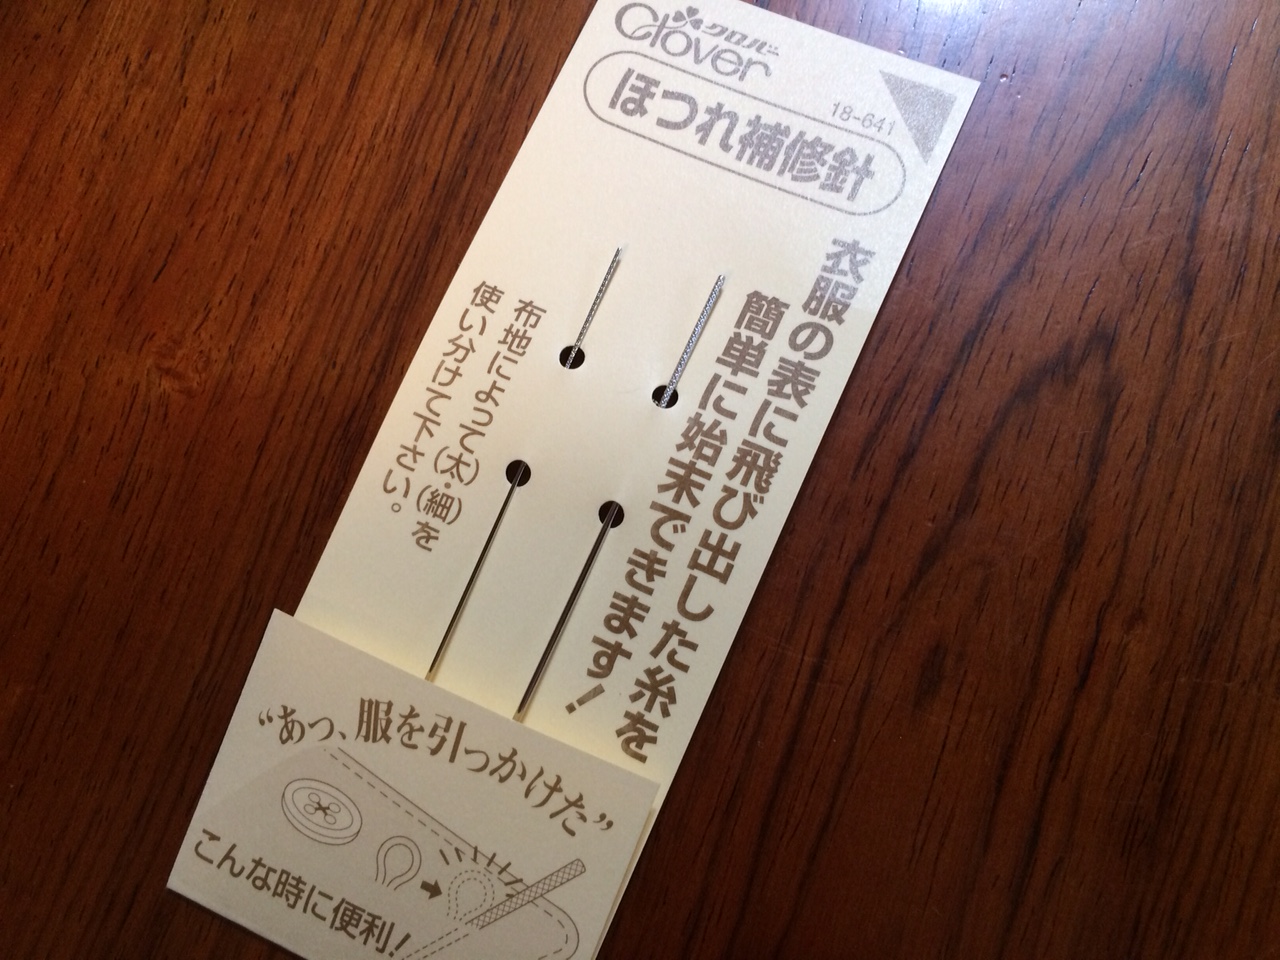 Clover クロバー
18-641
ほつれ補修針
衣服の表に飛び出した糸を
簡単に始末できます!
布地によって(太)・(細)を
使い分けて下さい。
“あっ、服を引っかけた”
こんな時に便利!